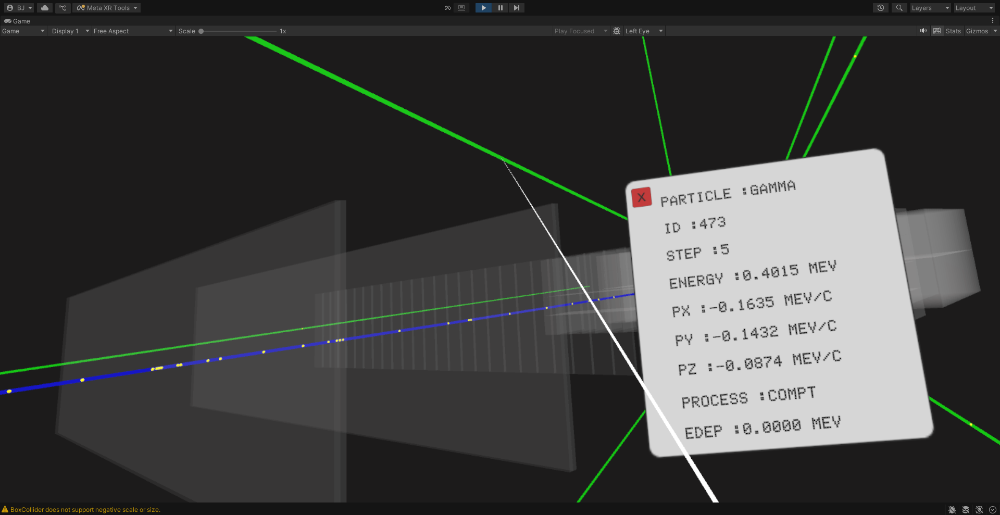 BJ
Meta XR Tools
Layers
Layout
Game
Game
Display 1
Free Aspect
Scale
1x
Play Focused
Left Eye
Stats
Gizmos
X
PARTICLE :GAMMA
ID :473
STEP :5
ENERGY :0.4015 MEV
PX :-0.1635 MEV/C
PY :-0.1432 MEV/C
PZ :-0.0874 MEV/C
PROCESS :COMPT
EDEP :0.0000 MEV
BoxCollider does not support negative scale or size.